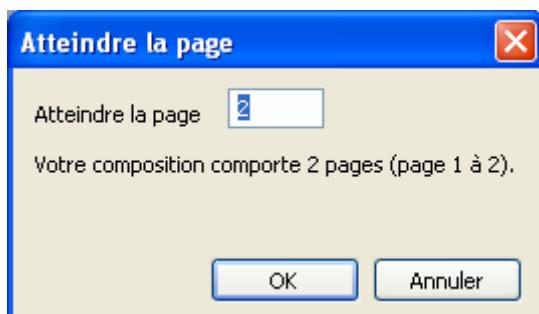 Atteindre la page
Atteindre la page 2
Votre composition comporte 2 pages (page 1 à 2).
OK Annuler